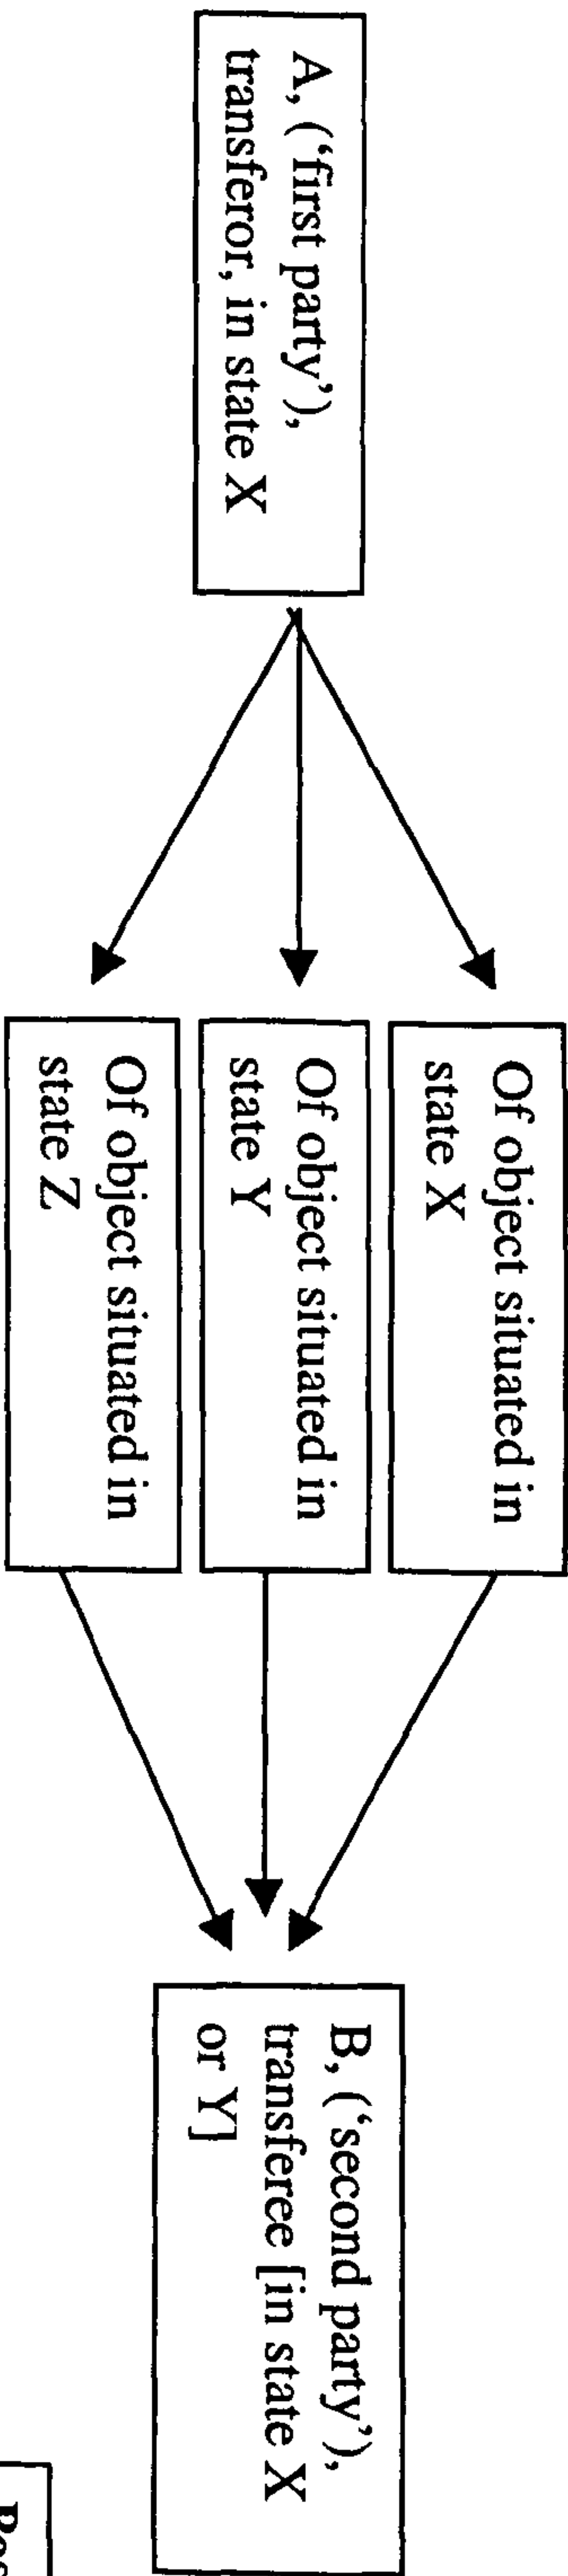 A, (‘first party’),
transferor, in state X
Of object situated in
state X
Of object situated in
state Y
Of object situated in
state Z
B, (‘second party’),
transferee [in state X
or Y]